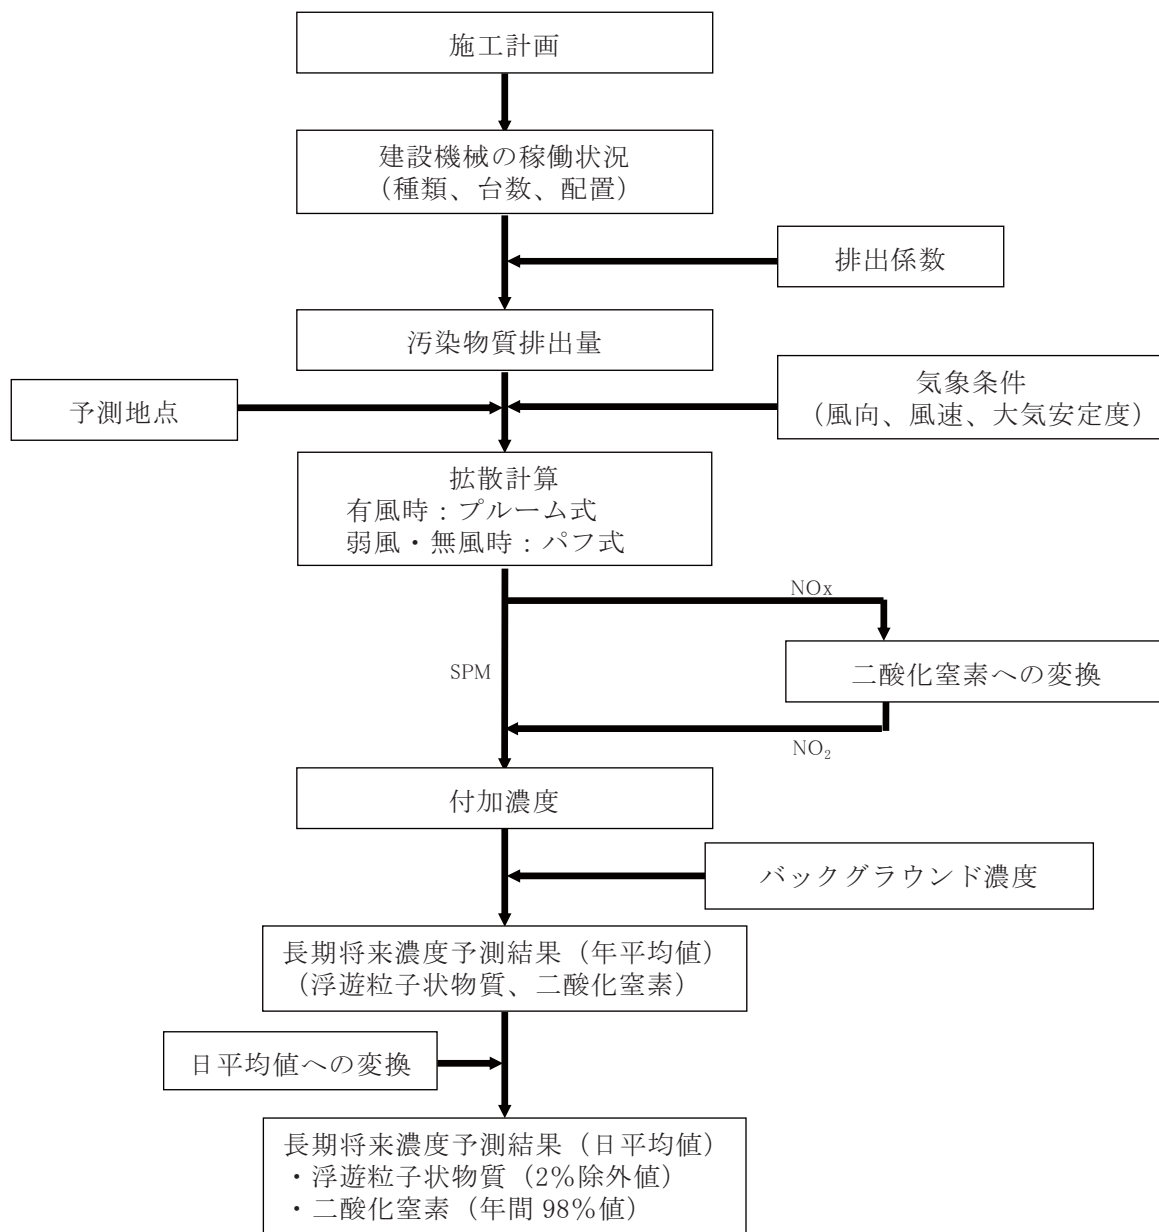 施工計画
建設機械の稼働状況
（種類、台数、配置）
排出係数
汚染物質排出量
予測地点
気象条件
（風向、風速、大気安定度）
拡散計算
有風時：プルーム式
弱風・無風時：パフ式
NOx
SPM
二酸化窒素への変換
NO₂
付加濃度
バックグラウンド濃度
長期将来濃度予測結果（年平均値）
（浮遊粒子状物質、二酸化窒素）
日平均値への変換
長期将来濃度予測結果（日平均値）
・浮遊粒子状物質（2％除外値）
・二酸化窒素（年間 98％値）